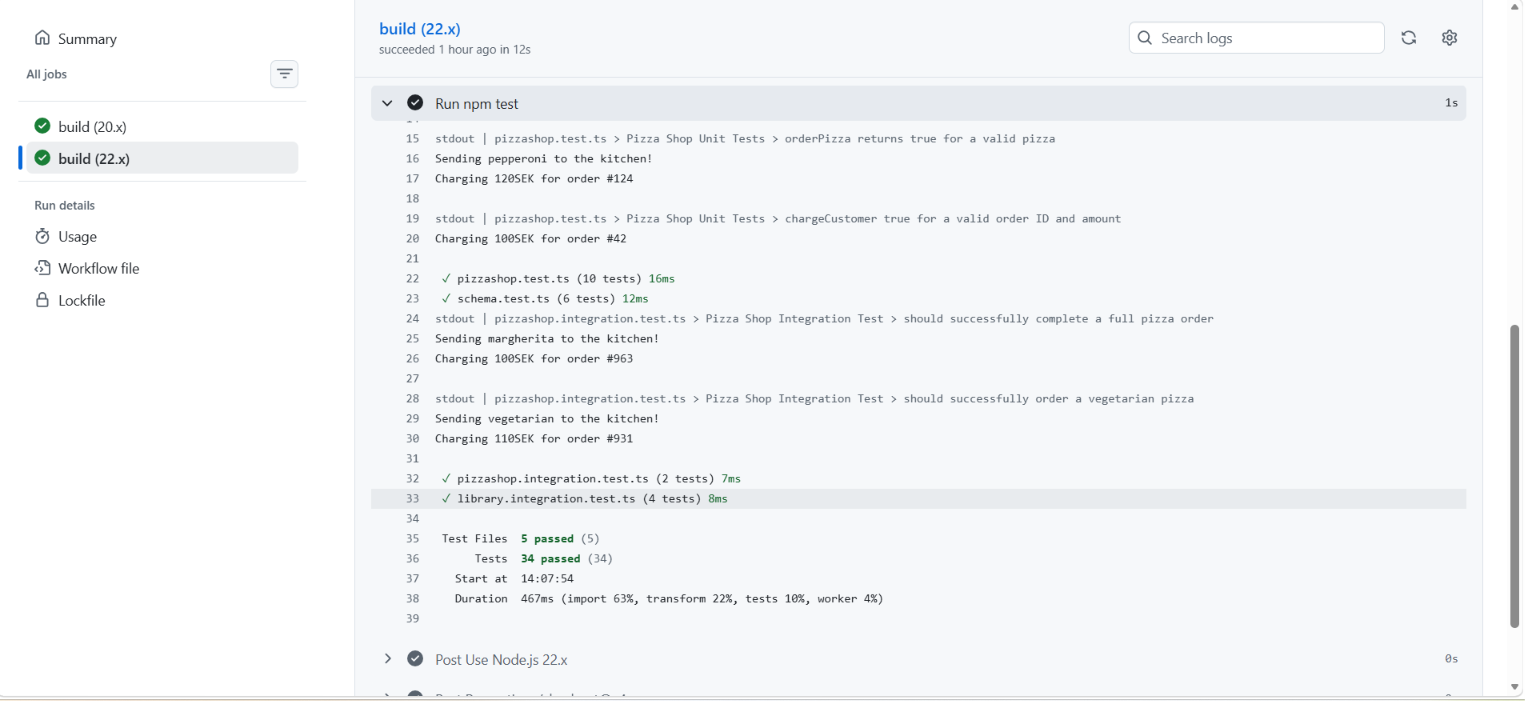 Summary
All jobs
build (20.x)
build (22.x)
Run details
Usage
Workflow file
Lockfile
build (22.x)
succeeded 1 hour ago in 12s
Search logs
Run npm test 1s
15 stdout | pizzashop.test.ts > Pizza Shop Unit Tests > orderPizza returns true for a valid pizza
16 Sending pepperoni to the kitchen!
17 Charging 120SEK for order #124
18
19 stdout | pizzashop.test.ts > Pizza Shop Unit Tests > chargeCustomer true for a valid order ID and amount
20 Charging 100SEK for order #42
21
22 ✓ pizzashop.test.ts (10 tests) 16ms
23 ✓ schema.test.ts (6 tests) 12ms
24 stdout | pizzashop.integration.test.ts > Pizza Shop Integration Test > should successfully complete a full pizza order
25 Sending margherita to the kitchen!
26 Charging 100SEK for order #963
27
28 stdout | pizzashop.integration.test.ts > Pizza Shop Integration Test > should successfully order a vegetarian pizza
29 Sending vegetarian to the kitchen!
30 Charging 110SEK for order #931
31
32 ✓ pizzashop.integration.test.ts (2 tests) 7ms
33 ✓ library.integration.test.ts (4 tests) 8ms
34
35 Test Files 5 passed (5)
36 Tests 34 passed (34)
37 Start at 14:07:54
38 Duration 467ms (import 63%, transform 22%, tests 10%, worker 4%)
39
Post Use Node.js 22.x 0s